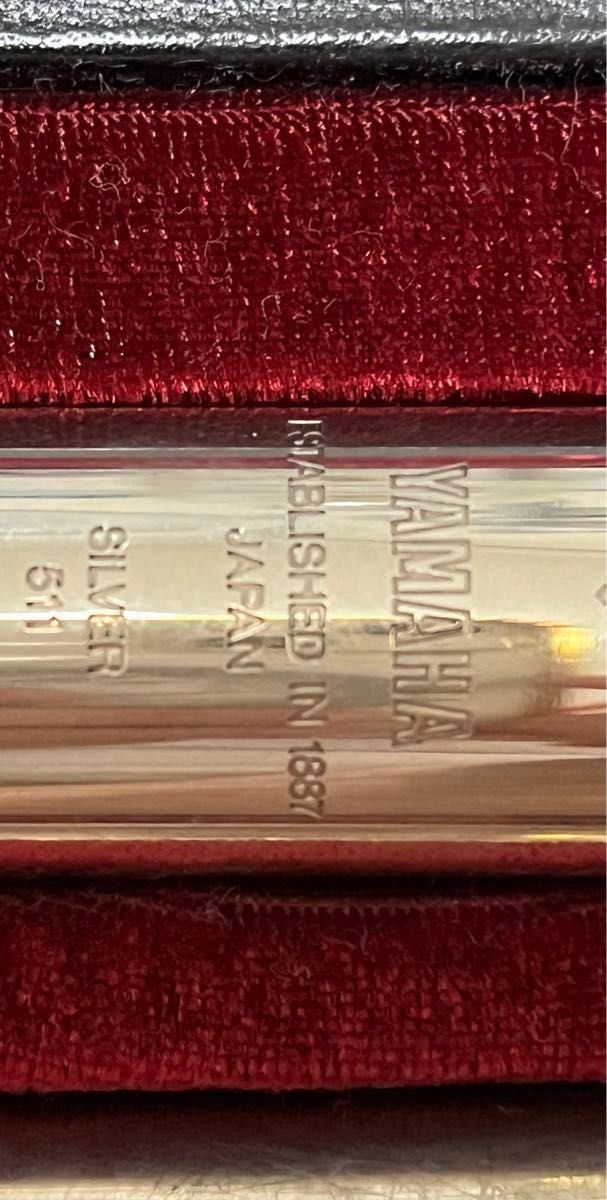 YAMAHA
ESTABLISHED IN 1887
JAPAN
SILVER
511